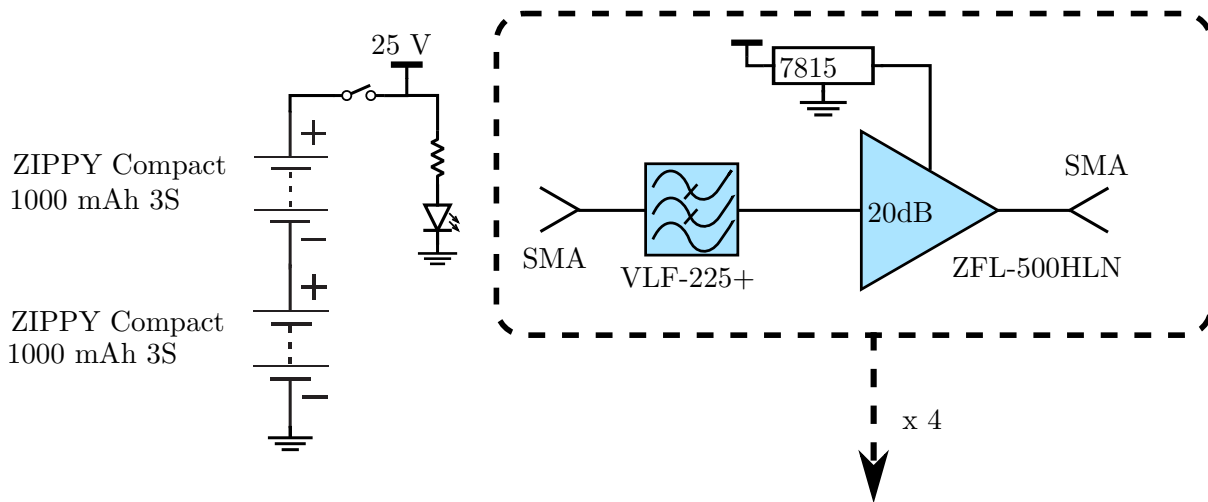 25 V
ZIPPY Compact
1000 mAh 3S
ZIPPY Compact
1000 mAh 3S
7815
SMA
20dB
SMA
VLF-225+
ZFL-500HLN
x 4